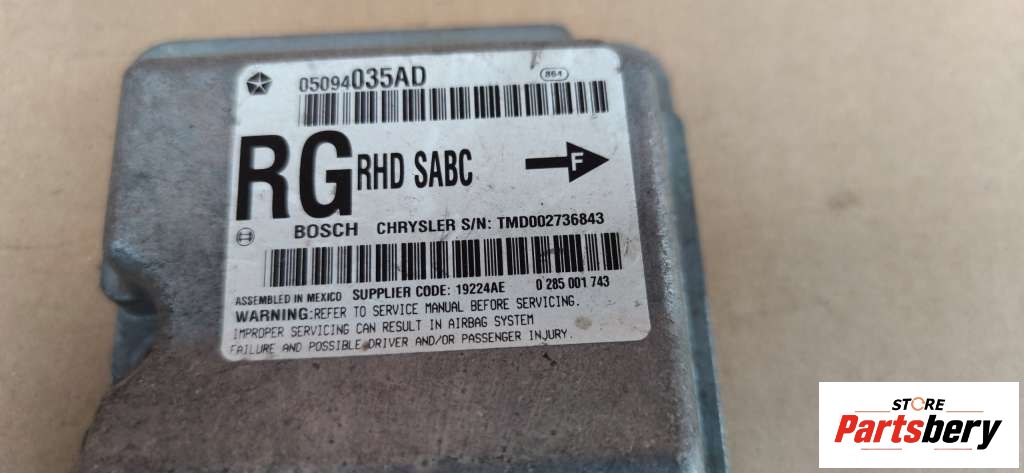 05094035AD 864
RG RHD SABC F
BOSCH CHRYSLER S/N: TMD002736843
ASSEMBLED IN MEXICO SUPPLIER CODE: 19224AE 0 285 001 743
WARNING:REFER TO SERVICE MANUAL BEFORE SERVICING.
IMPROPER SERVICING CAN RESULT IN AIRBAG SYSTEM
FAILURE AND POSSIBLE DRIVER AND/OR PASSENGER INJURY.
STORE
Partsbery